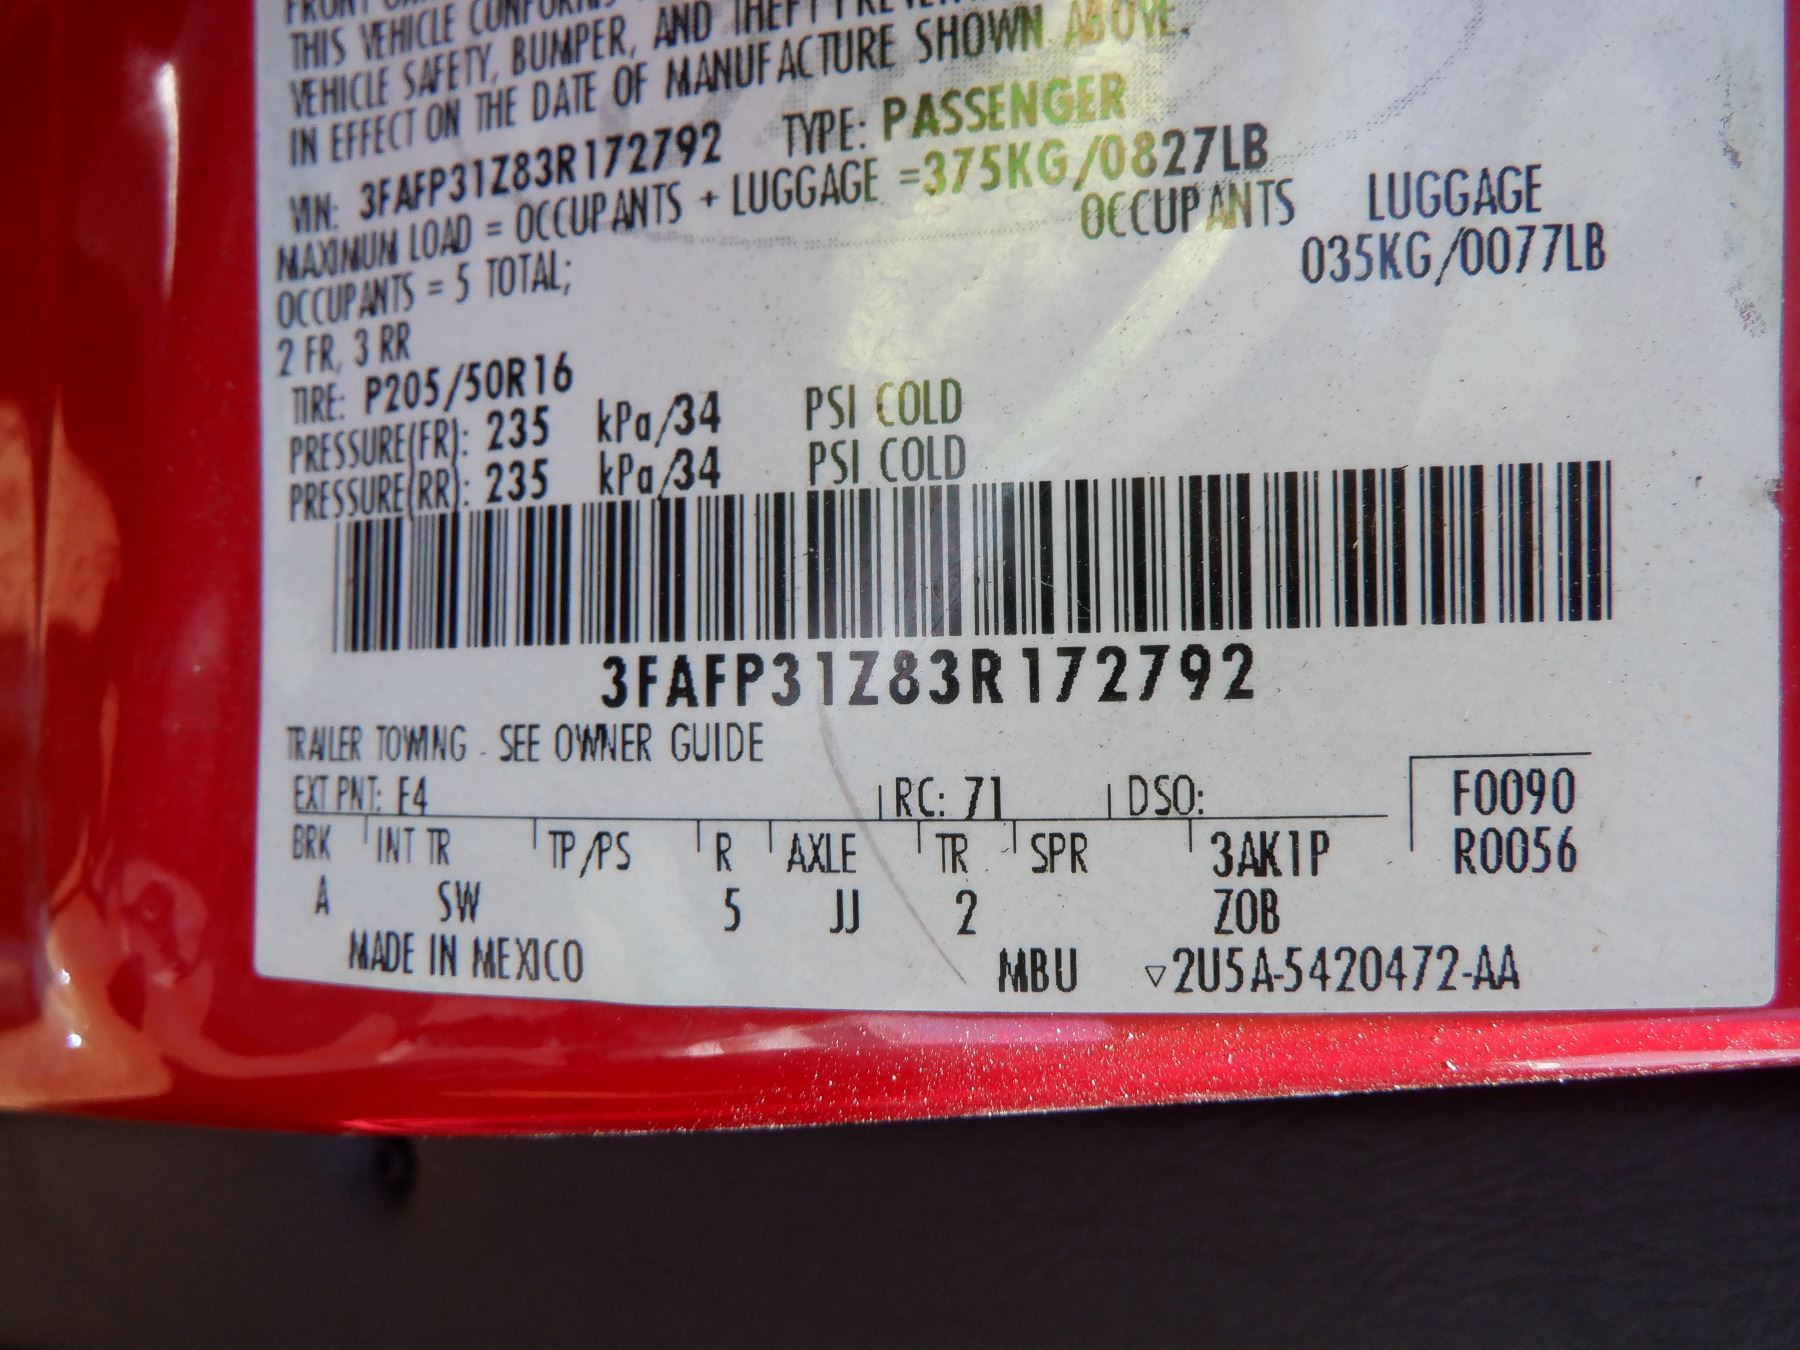 THIS VEHICLE CONFORMS
VEHICLE SAFETY, BUMPER, AND THEFT
IN EFFECT ON THE DATE OF MANUFACTURE SHOWN ABOVE.
VIN: 3FAFP31Z83R172792 TYPE: PASSENGER
MAXIMUM LOAD = OCCUPANTS + LUGGAGE =375KG/0827LB
OCCUPANTS = 5 TOTAL; OCCUPANTS LUGGAGE
2 FR, 3 RR 035KG/0077LB
TIRE: P205/50R16
PRESSURE(FR): 235 kPa/34 PSI COLD
PRESSURE(RR): 235 kPa/34 PSI COLD
3FAFP31Z83R172792
TRAILER TOWING - SEE OWNER GUIDE
EXT PNT: E4 RC: 71 DSO: F0090
BRK INT TR TP/PS R AXLE TR SPR 3AK1P R0056
A SW 5 JJ 2 ZOB
MADE IN MEXICO MBU ▽2U5A-5420472-AA